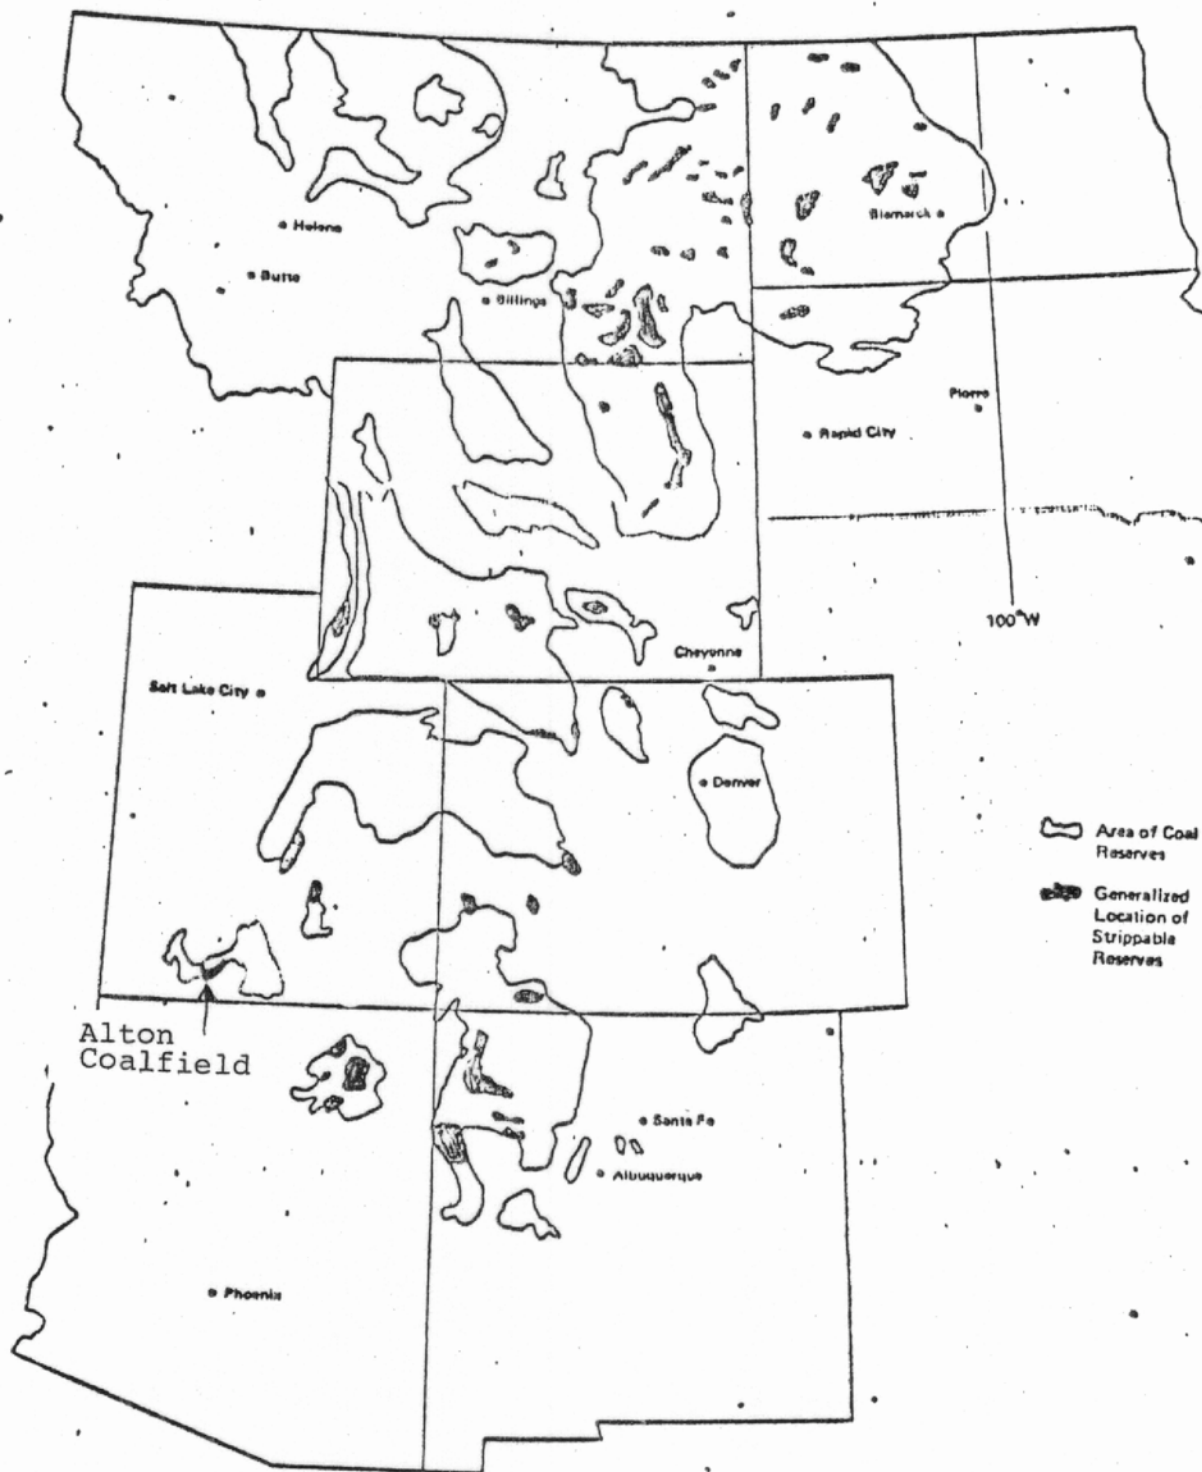 Helena
Bismarck
Butte
Billings
Pierre
Rapid City
100°W
Cheyenne
Salt Lake City
Denver
Area of Coal
Reserves
Generalized
Location of
Strippable
Reserves
Alton
Coalfield
Santa Fe
Albuquerque
Phoenix